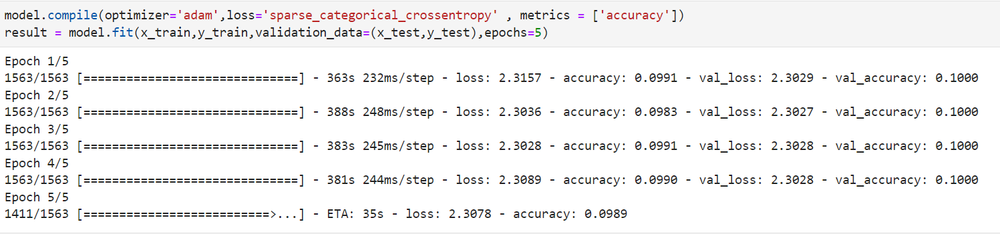 model.compile(optimizer='adam',loss='sparse_categorical_crossentropy' , metrics = ['accuracy'])
result = model.fit(x_train,y_train,validation_data=(x_test,y_test),epochs=5)
Epoch 1/5
1563/1563 [==============================] - 363s 232ms/step - loss: 2.3157 - accuracy: 0.0991 - val_loss: 2.3029 - val_accuracy: 0.1000
Epoch 2/5
1563/1563 [==============================] - 388s 248ms/step - loss: 2.3036 - accuracy: 0.0983 - val_loss: 2.3027 - val_accuracy: 0.1000
Epoch 3/5
1563/1563 [==============================] - 383s 245ms/step - loss: 2.3028 - accuracy: 0.0991 - val_loss: 2.3028 - val_accuracy: 0.1000
Epoch 4/5
1563/1563 [==============================] - 381s 244ms/step - loss: 2.3089 - accuracy: 0.0990 - val_loss: 2.3028 - val_accuracy: 0.1000
Epoch 5/5
1411/1563 [==========================>...] - ETA: 35s - loss: 2.3078 - accuracy: 0.0989